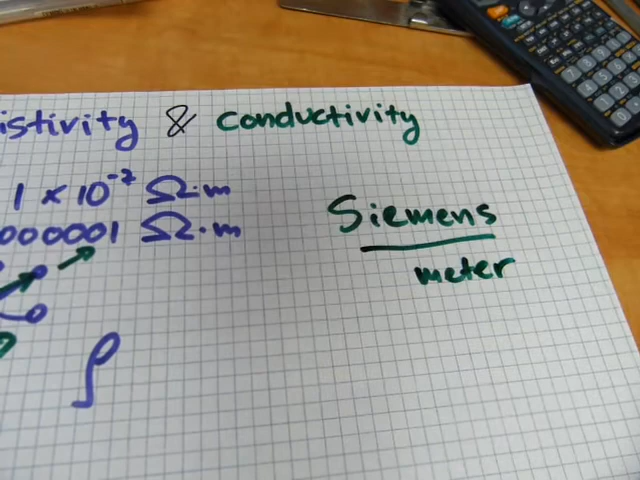 istivity & conductivity
1 × 10⁻⁷ Ω·m
000001 Ω·m
Siemens
meter
ρ